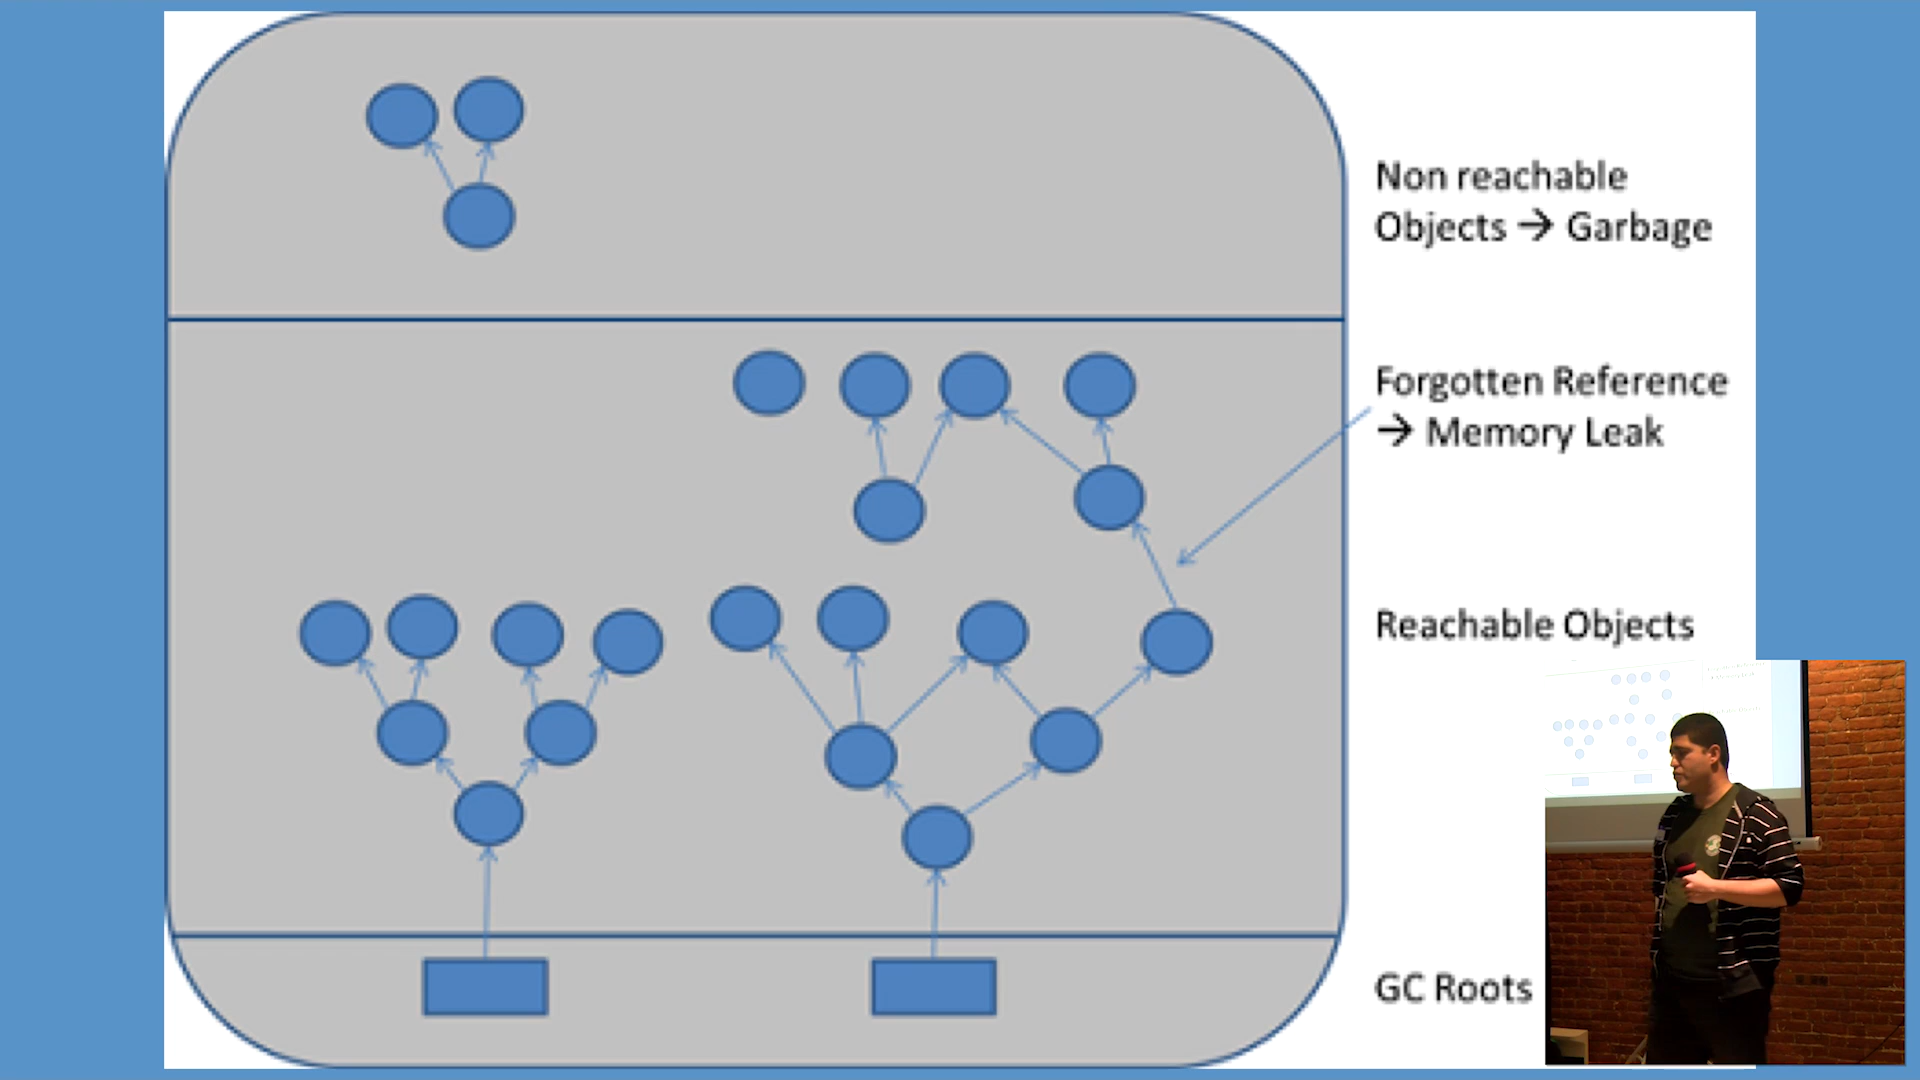 Non reachable
Objects → Garbage
Forgotten Reference
→ Memory Leak
Reachable Objects
GC Roots